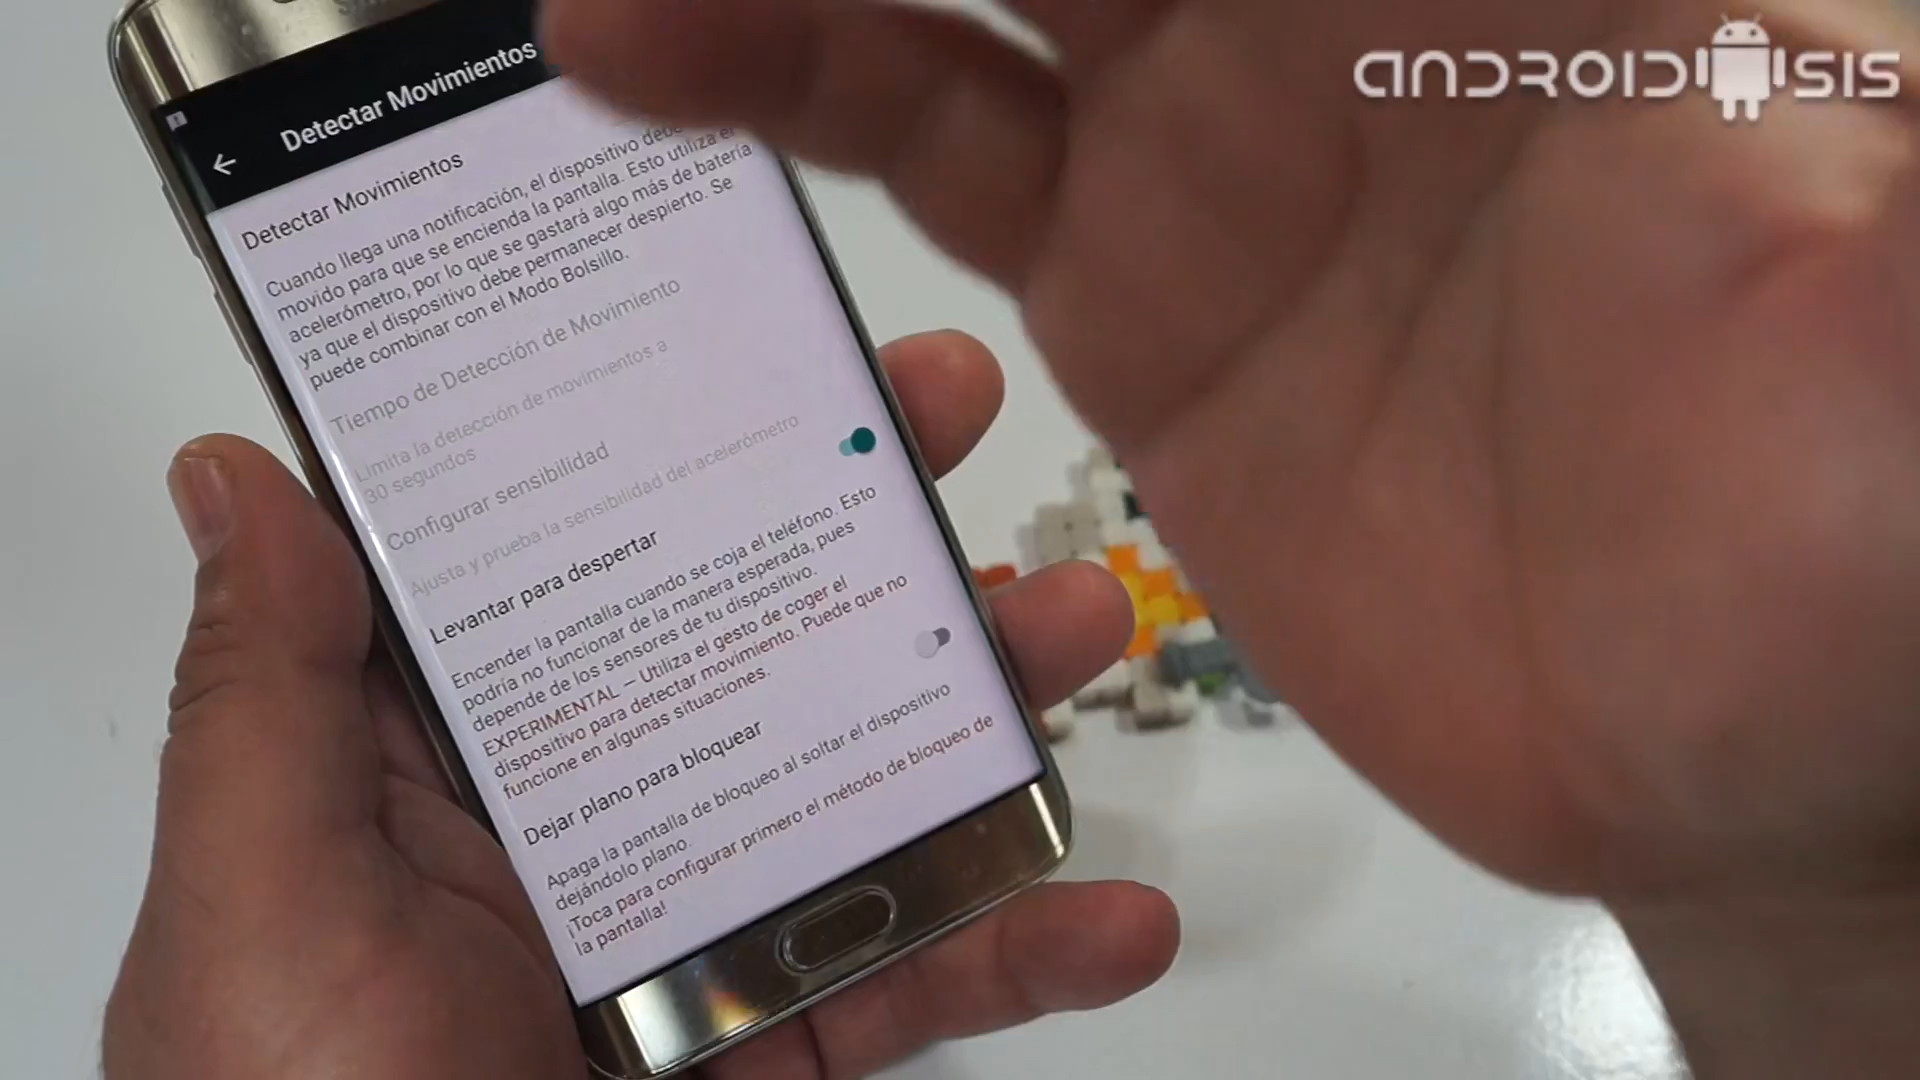 ANDROIDSIS
Detectar Movimientos
Detectar Movimientos
Cuando llega una notificación, el dispositivo debe
movido para que se encienda la pantalla. Esto utiliza el
acelerómetro, por lo que se gastará algo más de batería
ya que el dispositivo debe permanecer despierto. Se
puede combinar con el Modo Bolsillo.
Tiempo de Detección de Movimiento
Limita la detección de movimientos a
30 segundos
Configurar sensibilidad
Ajusta y prueba la sensibilidad del acelerómetro
Levantar para despertar
Encender la pantalla cuando se coja el teléfono. Esto
podría no funcionar de la manera esperada, pues
depende de los sensores de tu dispositivo.
EXPERIMENTAL – Utiliza el gesto de coger el
dispositivo para detectar movimiento. Puede que no
funcione en algunas situaciones.
Dejar plano para bloquear
Apaga la pantalla de bloqueo al soltar el dispositivo
dejándolo plano.
¡Toca para configurar primero el método de bloqueo de
la pantalla!